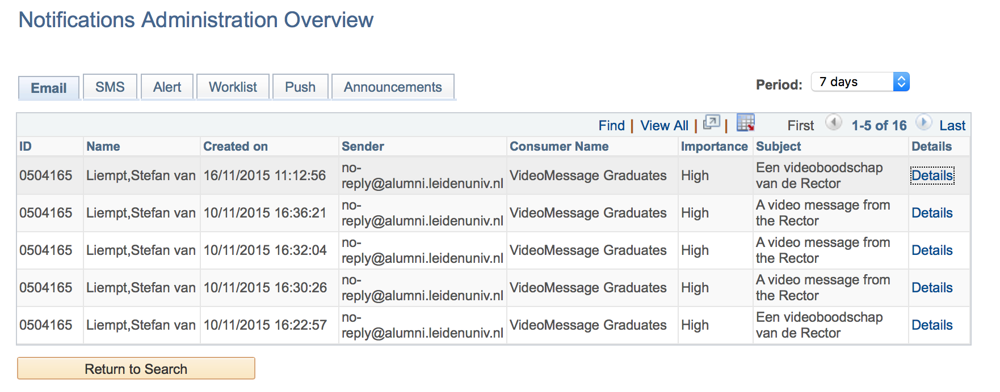 Notifications Administration Overview
Email SMS Alert Worklist Push Announcements Period: 7 days
Find | View All | | First 1-5 of 16 Last
ID Name Created on Sender Consumer Name Importance Subject Details
0504165 Liempt,Stefan van 16/11/2015 11:12:56 no-reply@alumni.leidenuniv.nl VideoMessage Graduates High Een videoboodschap van de Rector Details
0504165 Liempt,Stefan van 10/11/2015 16:36:21 no-reply@alumni.leidenuniv.nl VideoMessage Graduates High A video message from the Rector Details
0504165 Liempt,Stefan van 10/11/2015 16:32:04 no-reply@alumni.leidenuniv.nl VideoMessage Graduates High A video message from the Rector Details
0504165 Liempt,Stefan van 10/11/2015 16:30:26 no-reply@alumni.leidenuniv.nl VideoMessage Graduates High A video message from the Rector Details
0504165 Liempt,Stefan van 10/11/2015 16:22:57 no-reply@alumni.leidenuniv.nl VideoMessage Graduates High Een videoboodschap van de Rector Details
Return to Search